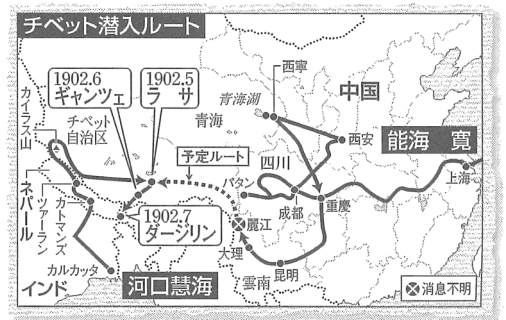 チベット潜入ルート
1902.6
ギャンツェ
1902.5
ラサ
西寧
青海湖
中国
カイラス山
チベット
自治区
青海
予定ルート
四川
西安
能海 寛
上海
バタン
成都
重慶
ネパール
ツァーラン
カトマンズ
1902.7
ダージリン
麗江
大理
昆明
雲南
カルカッタ
インド
河口慧海
消息不明